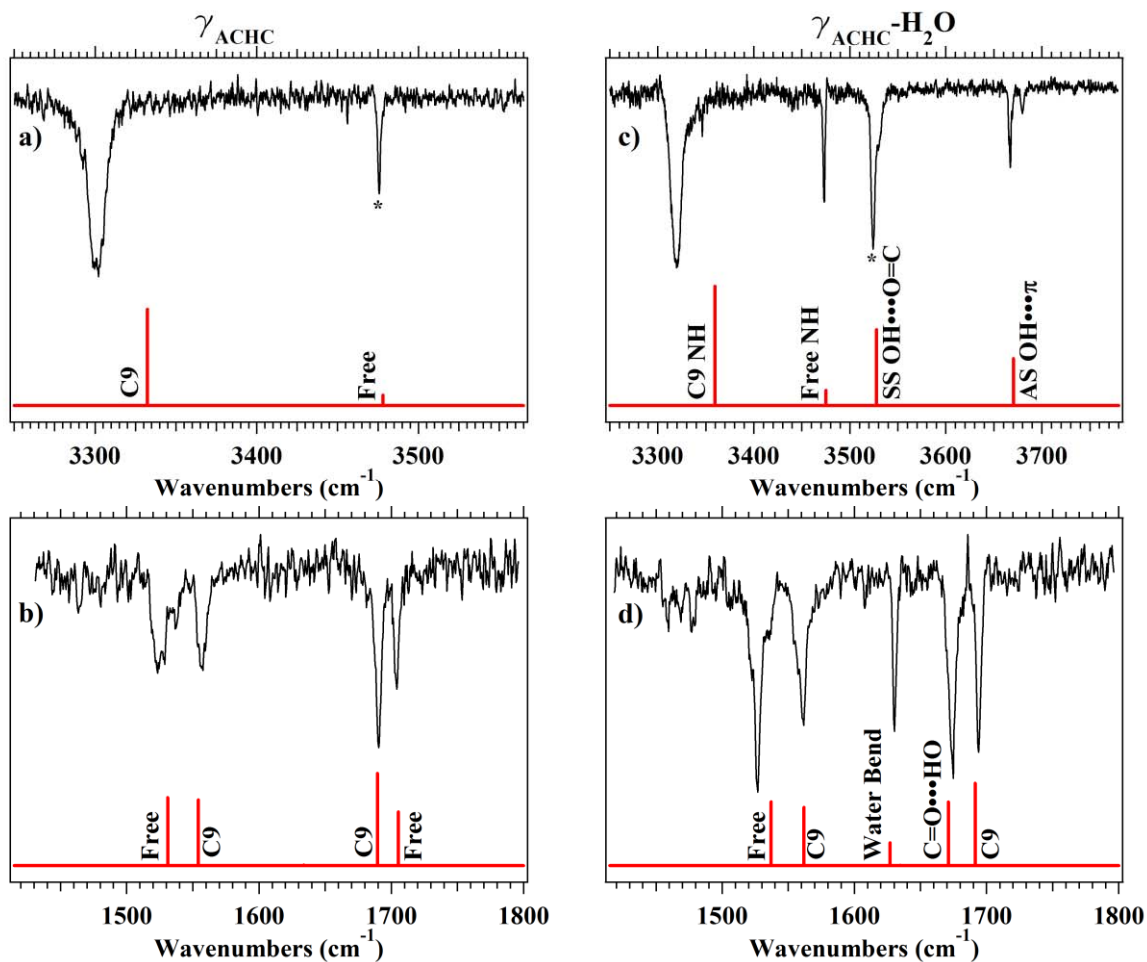 γACHC
γACHC-H2O
a)
*
C9
Free
3300
3400
3500
Wavenumbers (cm-1)
c)
*
C9 NH
Free NH
SS OH•••O=C
AS OH•••π
3300
3400
3500
3600
3700
Wavenumbers (cm-1)
b)
Free
C9
C9
Free
1500
1600
1700
1800
Wavenumbers (cm-1)
d)
Free
C9
Water Bend
C=O•••HO
C9
1500
1600
1700
1800
Wavenumbers (cm-1)